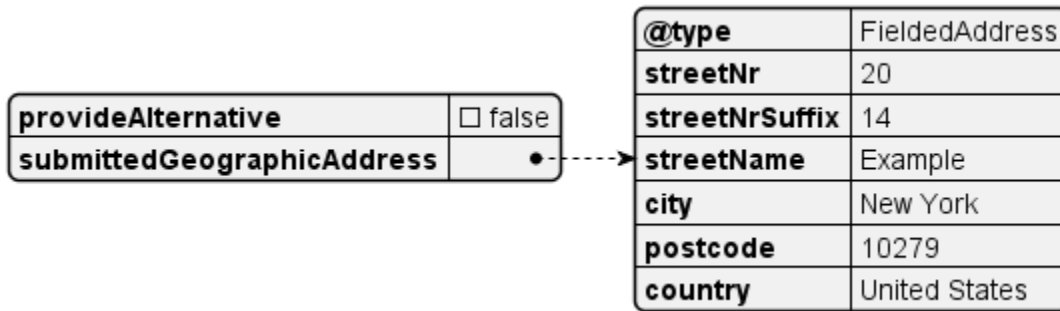 provideAlternative ☐ false
submittedGeographicAddress
@type FieldedAddress
streetNr 20
streetNrSuffix 14
streetName Example
city New York
postcode 10279
country United States